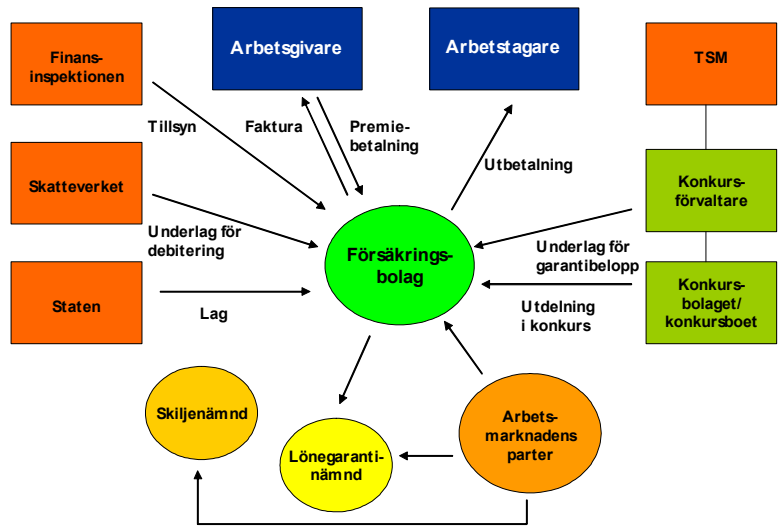 Finans-
inspektionen
Arbetsgivare
Arbetstagare
TSM
Tillsyn
Faktura
Premie-
betalning
Utbetalning
Skatteverket
Konkurs-
förvaltare
Underlag för
debitering
Försäkrings-
bolag
Underlag för
garantibelopp
Staten
Lag
Utdelning
i konkurs
Konkurs-
bolaget/
konkursboet
Skiljenämnd
Lönegaranti-
nämnd
Arbets-
marknadens
parter